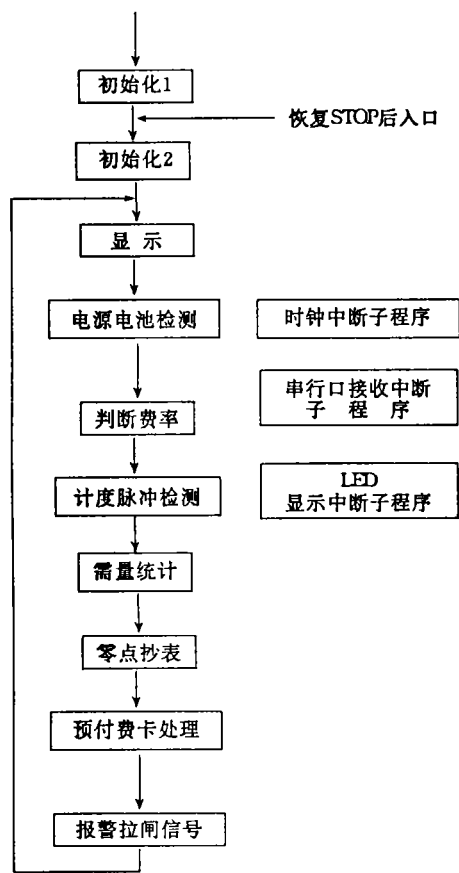 初始化1
恢复STOP后入口
初始化2
显 示
电源电池检测
时钟中断子程序
串行口接收中断
子 程 序
判断费率
计度脉冲检测
LED
显示中断子程序
需量统计
零点抄表
预付费卡处理
报警拉闸信号